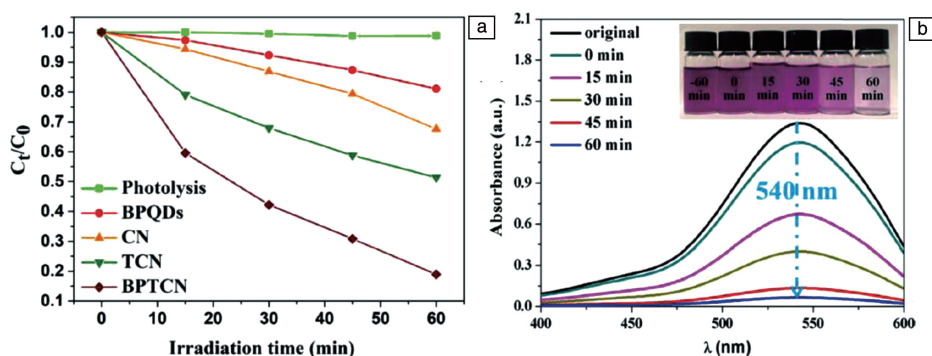 a
C_t/C_0
1.0
0.9
0.8
0.7
0.6
0.5
0.4
0.3
0.2
0.1
Photolysis
BPQDs
CN
TCN
BPTCN
0 10 20 30 40 50 60
Irradiation time (min)
b
Absorbance (a.u.)
2.1
1.8
1.5
1.2
0.9
0.6
0.3
0.0
original
0 min
15 min
30 min
45 min
60 min
-60 min
0 min
15 min
30 min
45 min
60 min
540 nm
400 450 500 550 600
λ (nm)